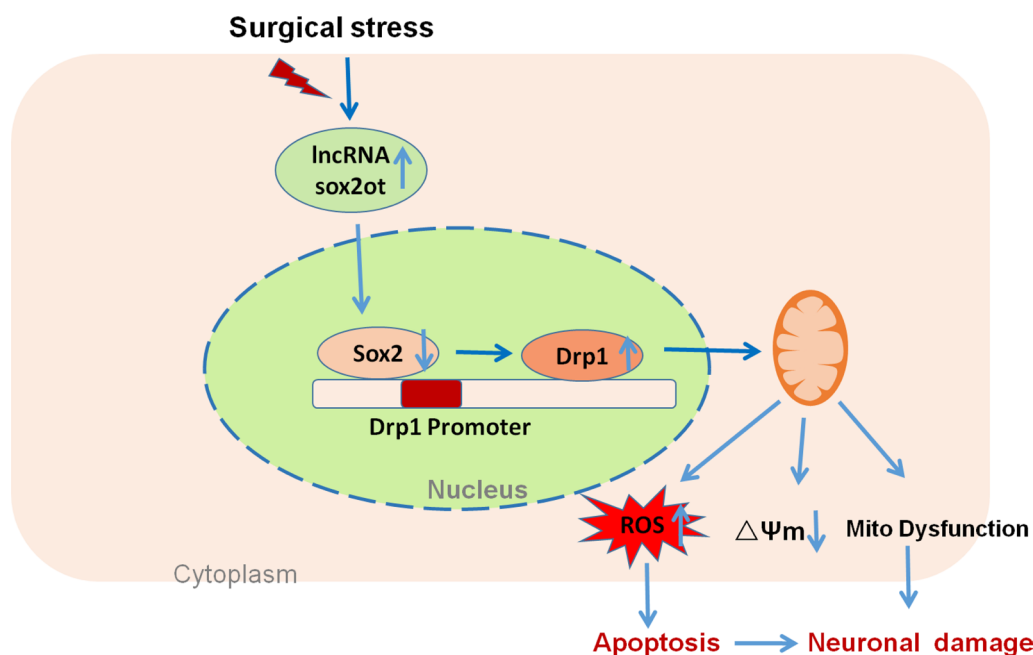 Surgical stress
lncRNA
sox2ot
Sox2
Drp1
Drp1 Promoter
Nucleus
ROS
△Ψm
Mito Dysfunction
Cytoplasm
Apoptosis
Neuronal damage